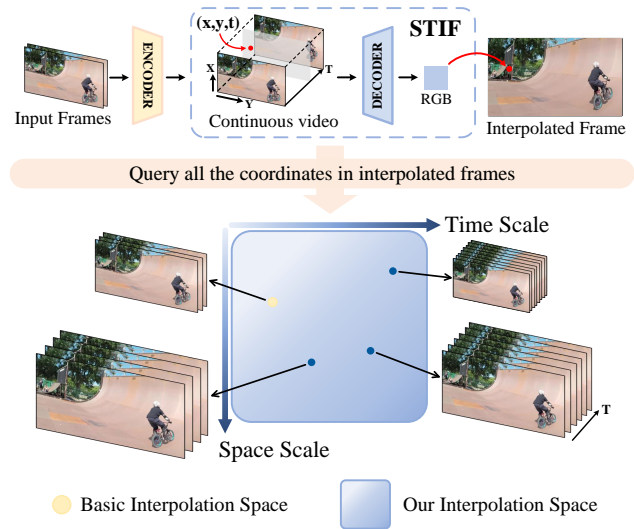 (x,y,t)
STIF
ENCODER
X
Y
T
DECODER
RGB
Input Frames
Continuous video
Interpolated Frame
Query all the coordinates in interpolated frames
Time Scale
T
Space Scale
Basic Interpolation Space
Our Interpolation Space